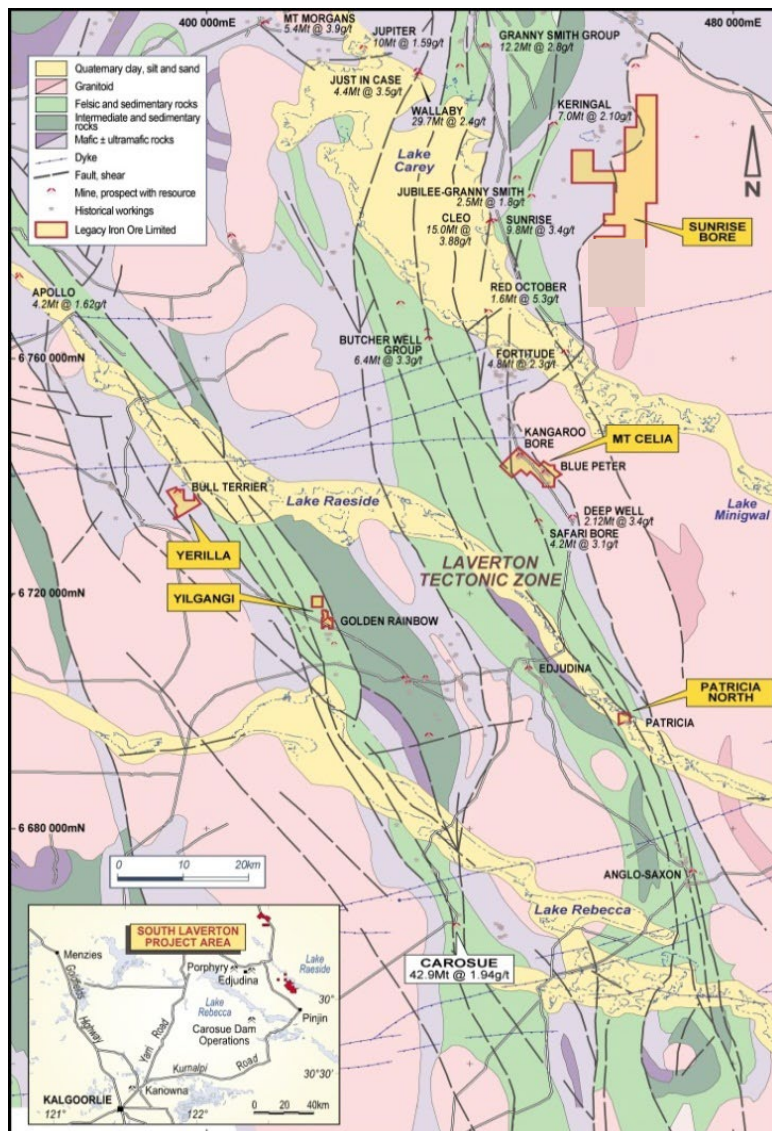 400 000mE
480 000mE
MT MORGANS
5.4Mt @ 3.9g/t
JUPITER
10Mt @ 1.59g/t
GRANNY SMITH GROUP
12.2Mt @ 2.8g/t
Quaternary clay, silt and sand
Granitoid
Felsic and sedimentary rocks
Intermediate and sedimentary
rocks
Mafic ± ultramafic rocks
Dyke
Fault, shear
Mine, prospect with resource
Historical workings
Legacy Iron Ore Limited
JUST IN CASE
4.4Mt @ 3.5g/t
WALLABY
29.7Mt @ 2.4g/t
KERINGAL
7.0Mt @ 2.10g/t
Lake
Carey
N
JUBILEE-GRANNY SMITH
2.5Mt @ 1.8g/t
CLEO
15.0Mt @
3.88g/t
SUNRISE
9.8Mt @ 3.4g/t
SUNRISE
BORE
APOLLO
4.2Mt @ 1.62g/t
RED OCTOBER
1.6Mt @ 5.3g/t
BUTCHER WELL
GROUP
6.4Mt @ 3.3g/t
6 760 000mN
FORTITUDE
4.8Mt @ 2.3g/t
KANGAROO
BORE
MT CELIA
BLUE PETER
BULL TERRIER
Lake Raeside
Lake
Minigwal
DEEP WELL
2.12Mt @ 3.4g/t
SAFARI BORE
4.2Mt @ 3.1g/t
YERILLA
LAVERTON
TECTONIC ZONE
6 720 000mN
YILGANGI
GOLDEN RAINBOW
EDJUDINA
PATRICIA
NORTH
PATRICIA
6 680 000mN
0 10 20km
ANGLO-SAXON
Lake Rebecca
CAROSUE
42.9Mt @ 1.94g/t
SOUTH LAVERTON
PROJECT AREA
Menzies
Porphyry
Edjudina
Lake
Raeside
Goldfields
Highway
Yarri Road
Lake
Rebecca
30°
Pinjin
Carosue Dam
Operations
Kurnalpi Road
30°30'
Kanowna
KALGOORLIE
121°
122°
0 40km